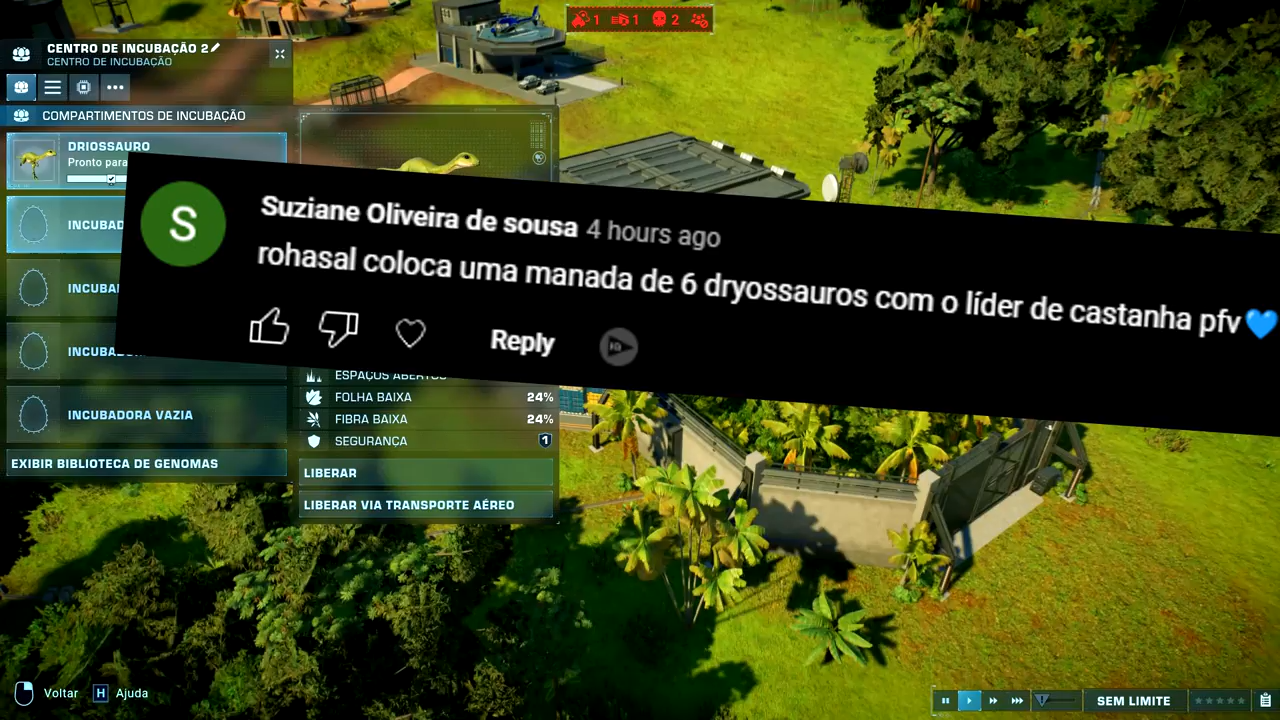 1 1 2
CENTRO DE INCUBAÇÃO 2
CENTRO DE INCUBAÇÃO
COMPARTIMENTOS DE INCUBAÇÃO
DRIOSSAURO
Pronto para
S
Suziane Oliveira de sousa 4 hours ago
rohasal coloca uma manada de 6 dryossauros com o líder de castanha pfv💙
Reply
INCUBADORA VAZIA
ESPAÇOS ABERTOS
FOLHA BAIXA 24%
FIBRA BAIXA 24%
SEGURANÇA 1
EXIBIR BIBLIOTECA DE GENOMAS
LIBERAR
LIBERAR VIA TRANSPORTE AÉREO
Voltar H Ajuda
SEM LIMITE